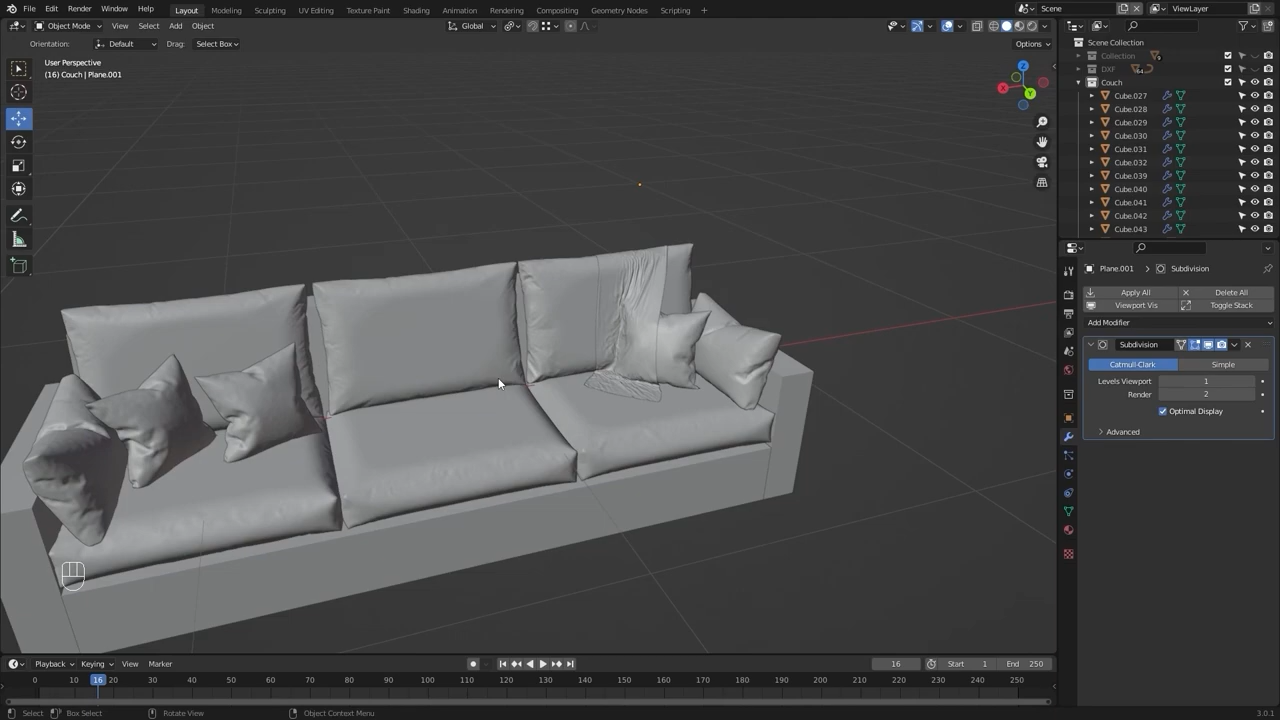 File Edit Render Window Help Layout Modeling Sculpting UV Editing Texture Paint Shading Animation Rendering Compositing Geometry Nodes Scripting + Scene ViewLayer
Object Mode View Select Add Object Global
Orientation: Default Drag: Select Box Options
User Perspective
(16) Couch | Plane.001
Z
X
Y
Scene Collection
Collection 9
DXF 64
Couch
Cube.027
Cube.028
Cube.029
Cube.030
Cube.031
Cube.032
Cube.039
Cube.040
Cube.041
Cube.042
Cube.043
Plane.001 > Subdivision
Apply All Delete All
Viewport Vis Toggle Stack
Add Modifier
Subdivision
Catmull-Clark Simple
Levels Viewport 1
Render 2
Optimal Display
Advanced
Playback Keying View Marker 16 Start 1 End 250
0 10 16 20 30 40 50 60 70 80 90 100 110 120 130 140 150 160 170 180 190 200 210 220 230 240 250
Select Box Select Rotate View Object Context Menu 3.0.1